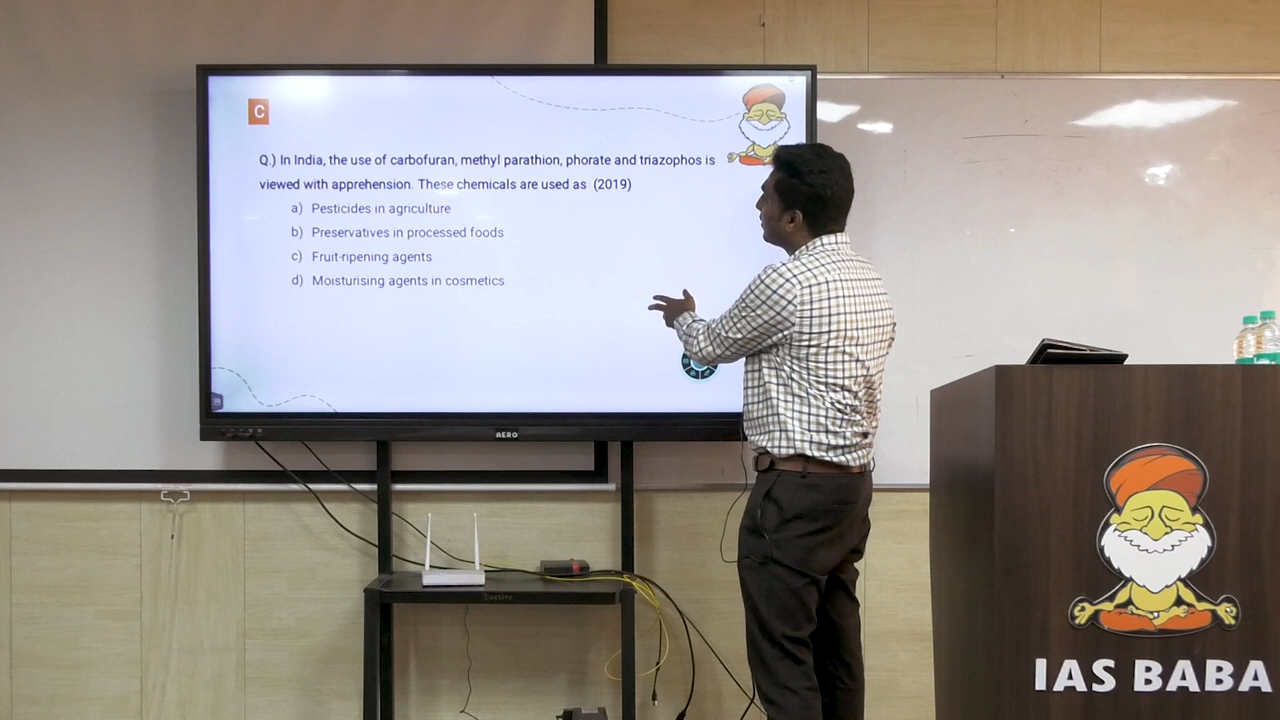 C
Q.) In India, the use of carbofuran, methyl parathion, phorate and triazophos is
viewed with apprehension. These chemicals are used as (2019)
a) Pesticides in agriculture
b) Preservatives in processed foods
c) Fruit-ripening agents
d) Moisturising agents in cosmetics
AERO
IAS BABA